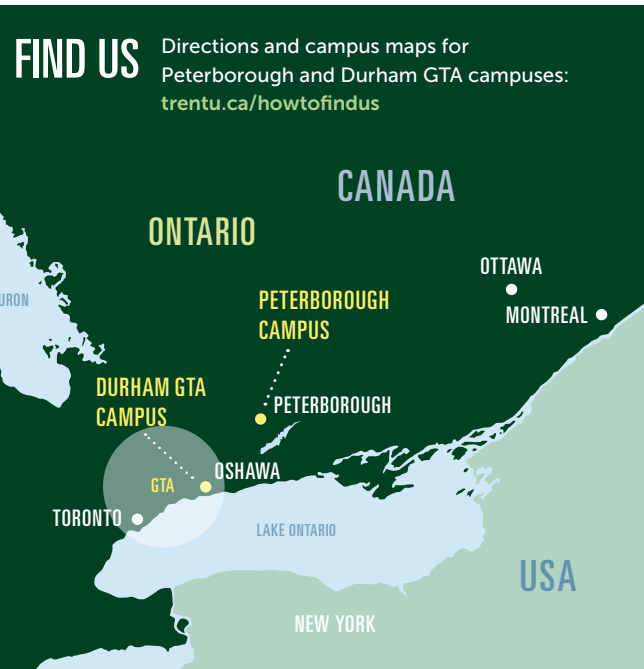 FIND US
Directions and campus maps for
Peterborough and Durham GTA campuses:
trentu.ca/howtofindus
CANADA
ONTARIO
OTTAWA
URON
PETERBOROUGH
CAMPUS
MONTREAL
DURHAM GTA
CAMPUS
PETERBOROUGH
OSHAWA
GTA
TORONTO
LAKE ONTARIO
USA
NEW YORK